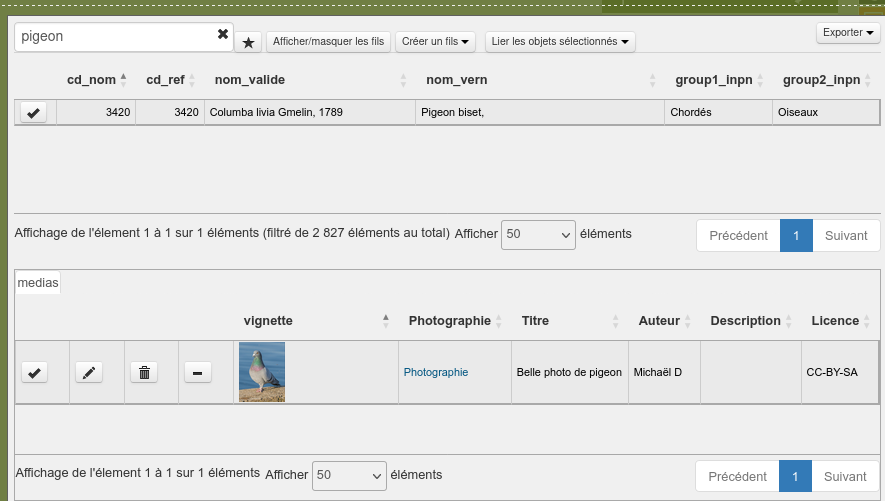 pigeon
Afficher/masquer les fils
Créer un fils
Lier les objets sélectionnés
Exporter
cd_nom cd_ref nom_valide nom_vern group1_inpn group2_inpn
3420 3420 Columba livia Gmelin, 1789 Pigeon biset, Chordés Oiseaux
Affichage de l'élement 1 à 1 sur 1 éléments (filtré de 2 827 éléments au total) Afficher 50 éléments Précédent 1 Suivant
medias
vignette Photographie Titre Auteur Description Licence
Photographie Belle photo de pigeon Michaël D CC-BY-SA
Affichage de l'élement 1 à 1 sur 1 éléments Afficher 50 éléments Précédent 1 Suivant